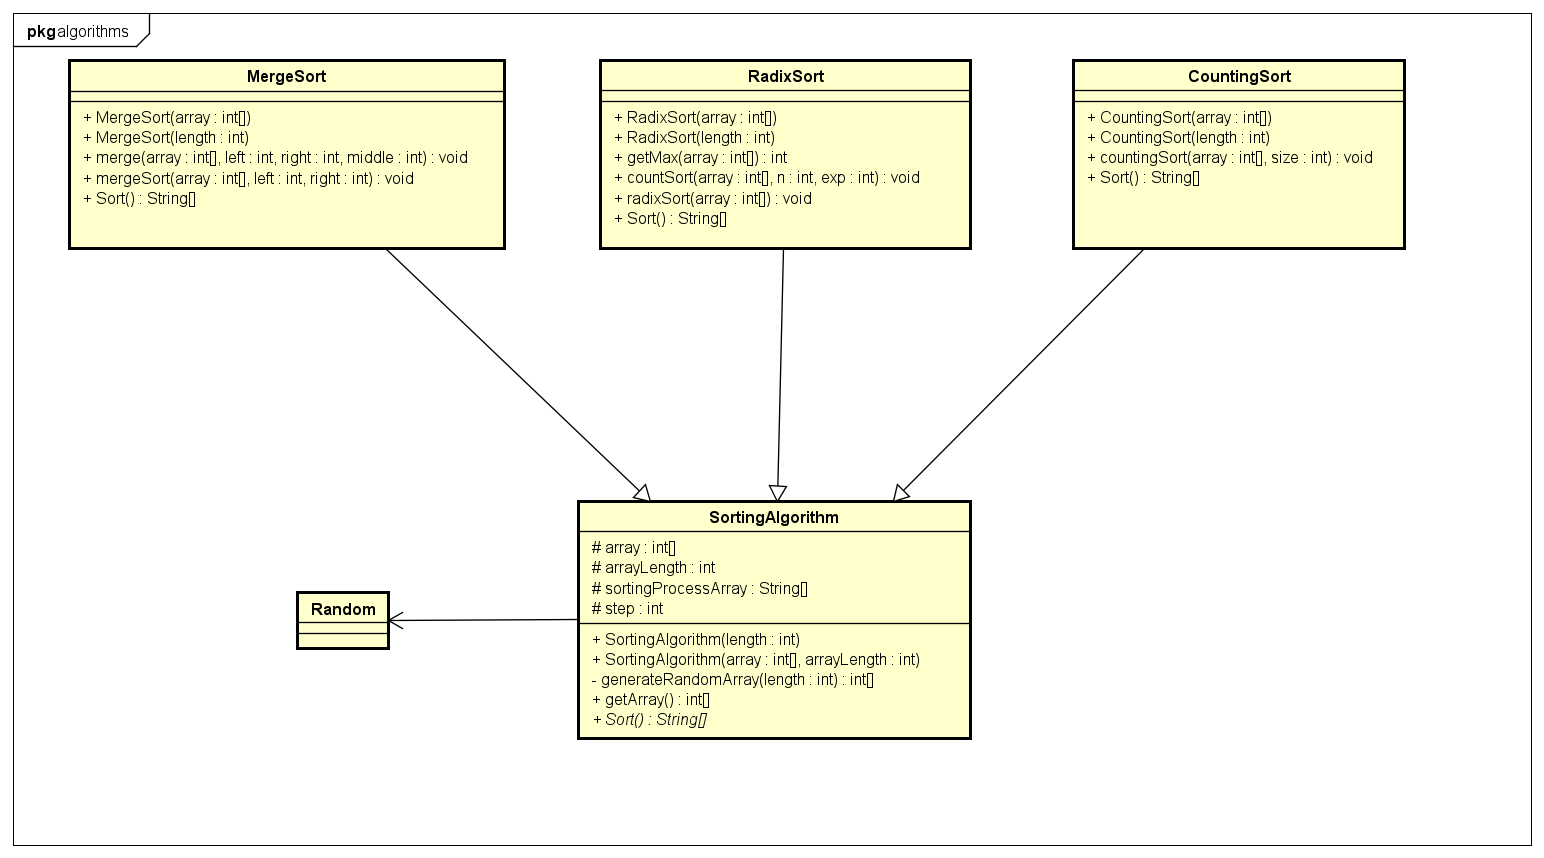 pkg algorithms
MergeSort
+ MergeSort(array : int[])
+ MergeSort(length : int)
+ merge(array : int[], left : int, right : int, middle : int) : void
+ mergeSort(array : int[], left : int, right : int) : void
+ Sort() : String[]
RadixSort
+ RadixSort(array : int[])
+ RadixSort(length : int)
+ getMax(array : int[]) : int
+ countSort(array : int[], n : int, exp : int) : void
+ radixSort(array : int[]) : void
+ Sort() : String[]
CountingSort
+ CountingSort(array : int[])
+ CountingSort(length : int)
+ countingSort(array : int[], size : int) : void
+ Sort() : String[]
SortingAlgorithm
# array : int[]
# arrayLength : int
# sortingProcessArray : String[]
# step : int
+ SortingAlgorithm(length : int)
+ SortingAlgorithm(array : int[], arrayLength : int)
- generateRandomArray(length : int) : int[]
+ getArray() : int[]
+ Sort() : String[]
Random